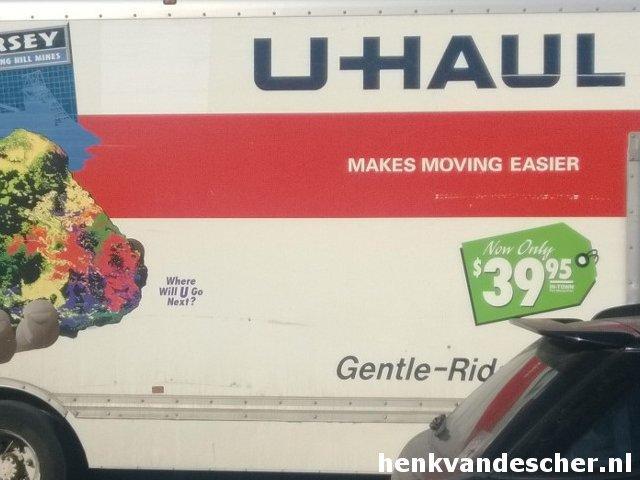 RSEY
NG HILL MINES
U-HAUL
MAKES MOVING EASIER
Where
Will U Go
Next?
Now Only
$39.95
IN-TOWN
Gentle-Rid
henkvandescher.nl